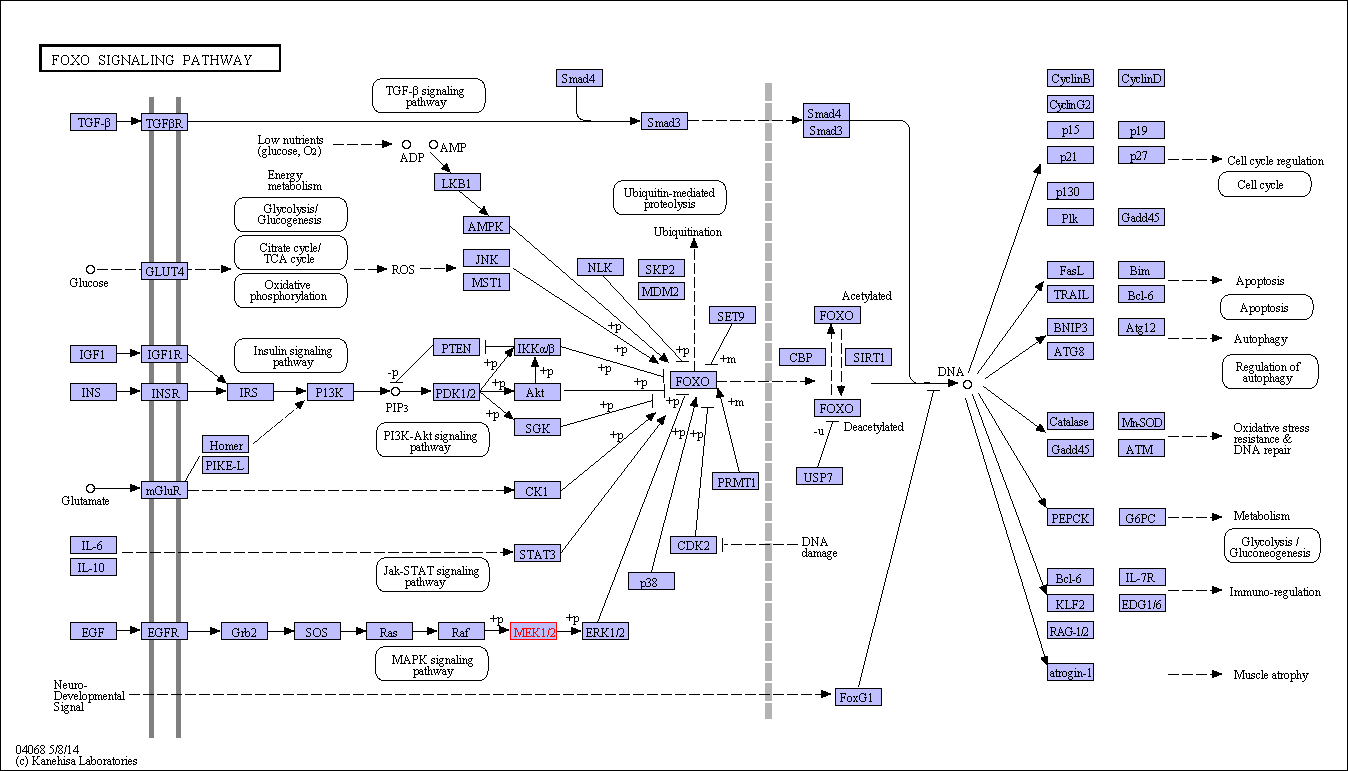 FOXO SIGNALING PATHWAY
TGF-β signaling
pathway
Smad4
CyclinB
CyclinD
CyclinG2
TGF-β
TGFβR
Smad3
Smad4
Smad3
p15
p19
Low nutrients
(glucose, O2)
ADP
AMP
p21
p27
Cell cycle regulation
Cell cycle
LKB1
Energy
metabolism
Ubiquitin-mediated
proteolysis
p130
Glycolysis/
Glucogenesis
AMPK
Plk
Gadd45
Ubiquitination
Citrate cycle/
TCA cycle
Glucose
GLUT4
ROS
JNK
MST1
NLK
SKP2
MDM2
FasL
Bim
Apoptosis
Oxidative
phosphorylation
Acetylated
TRAIL
Bcl-6
Apoptosis
SET9
FOXO
+p
+p
+p
+m
BNIP3
Atg12
Autophagy
Insulin signaling
pathway
IGF1
IGF1R
PTEN
IKKα/β
CBP
SIRT1
ATG8
Regulation of
autophagy
-p
+p
+p
+p
FOXO
DNA
INS
INSR
IRS
P13K
PIP3
PDK1/2
+p
Akt
+p
+p
+m
FOXO
-u
Deacetylated
PI3K-Akt signaling
pathway
+p
SGK
+p
+p
+p
Catalase
Mn-SOD
Oxidative stress
resistance &
DNA repair
Homer
PIKE-L
Gadd45
ATM
Glutamate
mGluR
CK1
PRMT1
USP7
PEPCK
G6PC
Metabolism
Glycolysis /
Gluconeogenesis
IL-6
IL-10
STAT3
CDK2
DNA
damage
Jak-STAT signaling
pathway
p38
Bcl-6
IL-7R
Immuno-regulation
KLF2
EDG1/6
EGF
EGFR
Grb2
SOS
Ras
Raf
+p
MEK1/2
+p
ERK1/2
RAG-1/2
MAPK signaling
pathway
atrogin-1
Muscle atrophy
Neuro-
Developmental
Signal
FoxG1
04068 5/8/14
(c) Kanehisa Laboratories